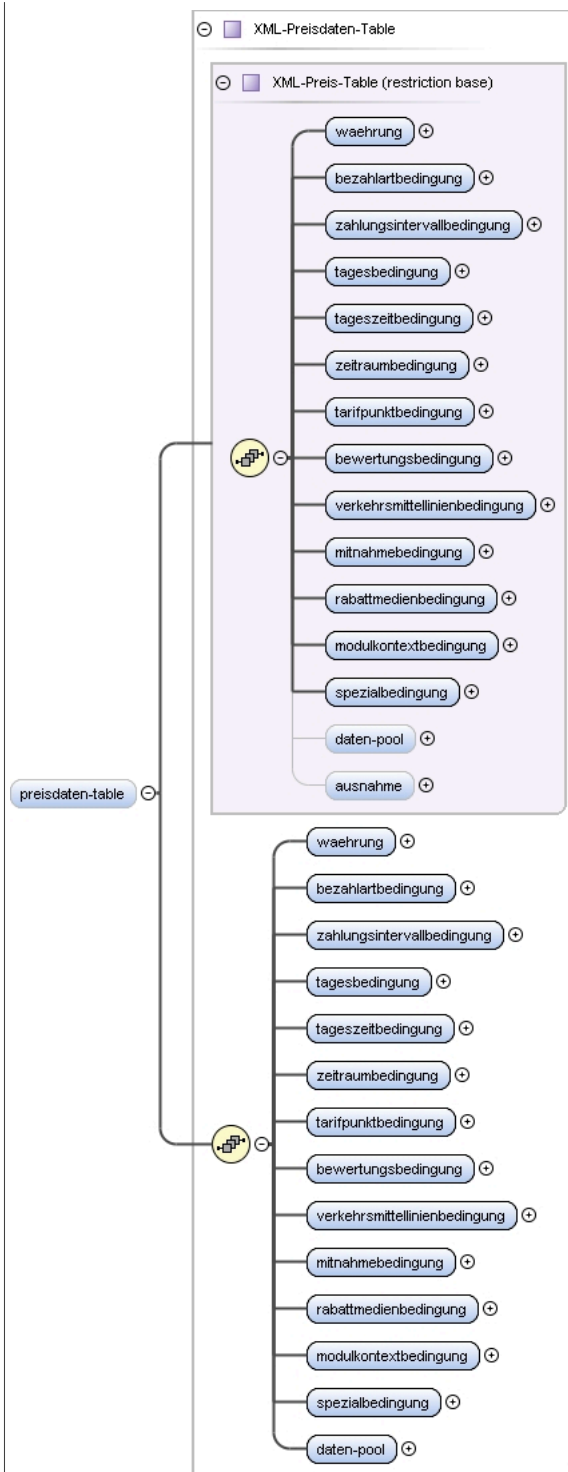 XML-Preisdaten-Table
XML-Preis-Table (restriction base)
waehrung
bezahlartbedingung
zahlungsintervallbedingung
tagesbedingung
tageszeitbedingung
zeitraumbedingung
tarifpunktbedingung
bewertungsbedingung
verkehrsmittellinienbedingung
mitnahmebedingung
rabattmedienbedingung
modulkontextbedingung
spezialbedingung
daten-pool
ausnahme
preisdaten-table
waehrung
bezahlartbedingung
zahlungsintervallbedingung
tagesbedingung
tageszeitbedingung
zeitraumbedingung
tarifpunktbedingung
bewertungsbedingung
verkehrsmittellinienbedingung
mitnahmebedingung
rabattmedienbedingung
modulkontextbedingung
spezialbedingung
daten-pool